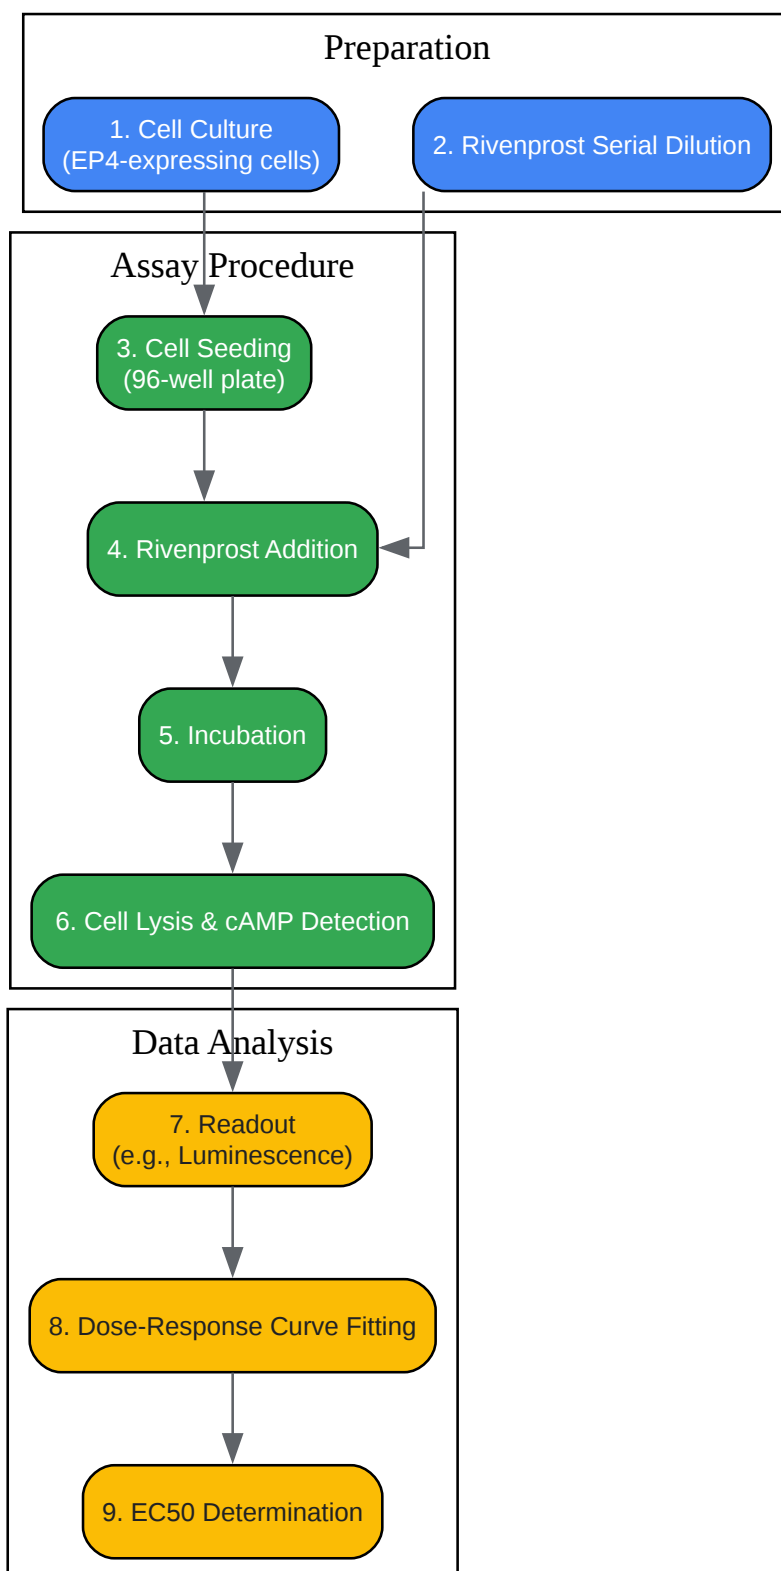 Preparation
1. Cell Culture
(EP4-expressing cells)
2. Rivenprost Serial Dilution
Assay Procedure
3. Cell Seeding
(96-well plate)
4. Rivenprost Addition
5. Incubation
6. Cell Lysis & cAMP Detection
Data Analysis
7. Readout
(e.g., Luminescence)
8. Dose-Response Curve Fitting
9. EC50 Determination